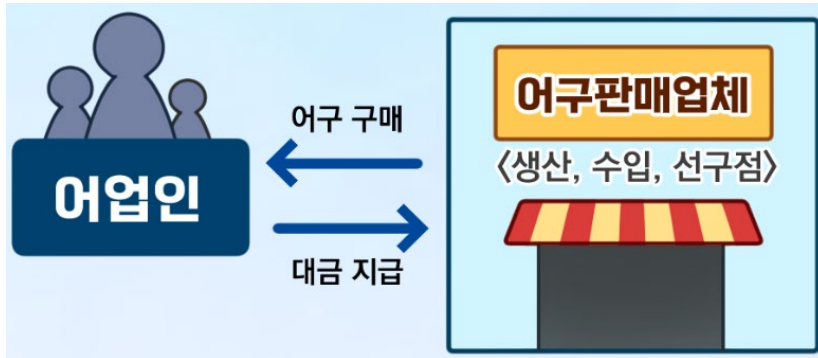 어구판매업체
어구 구매
<생산, 수입, 선구점>
어업인
대금 지급